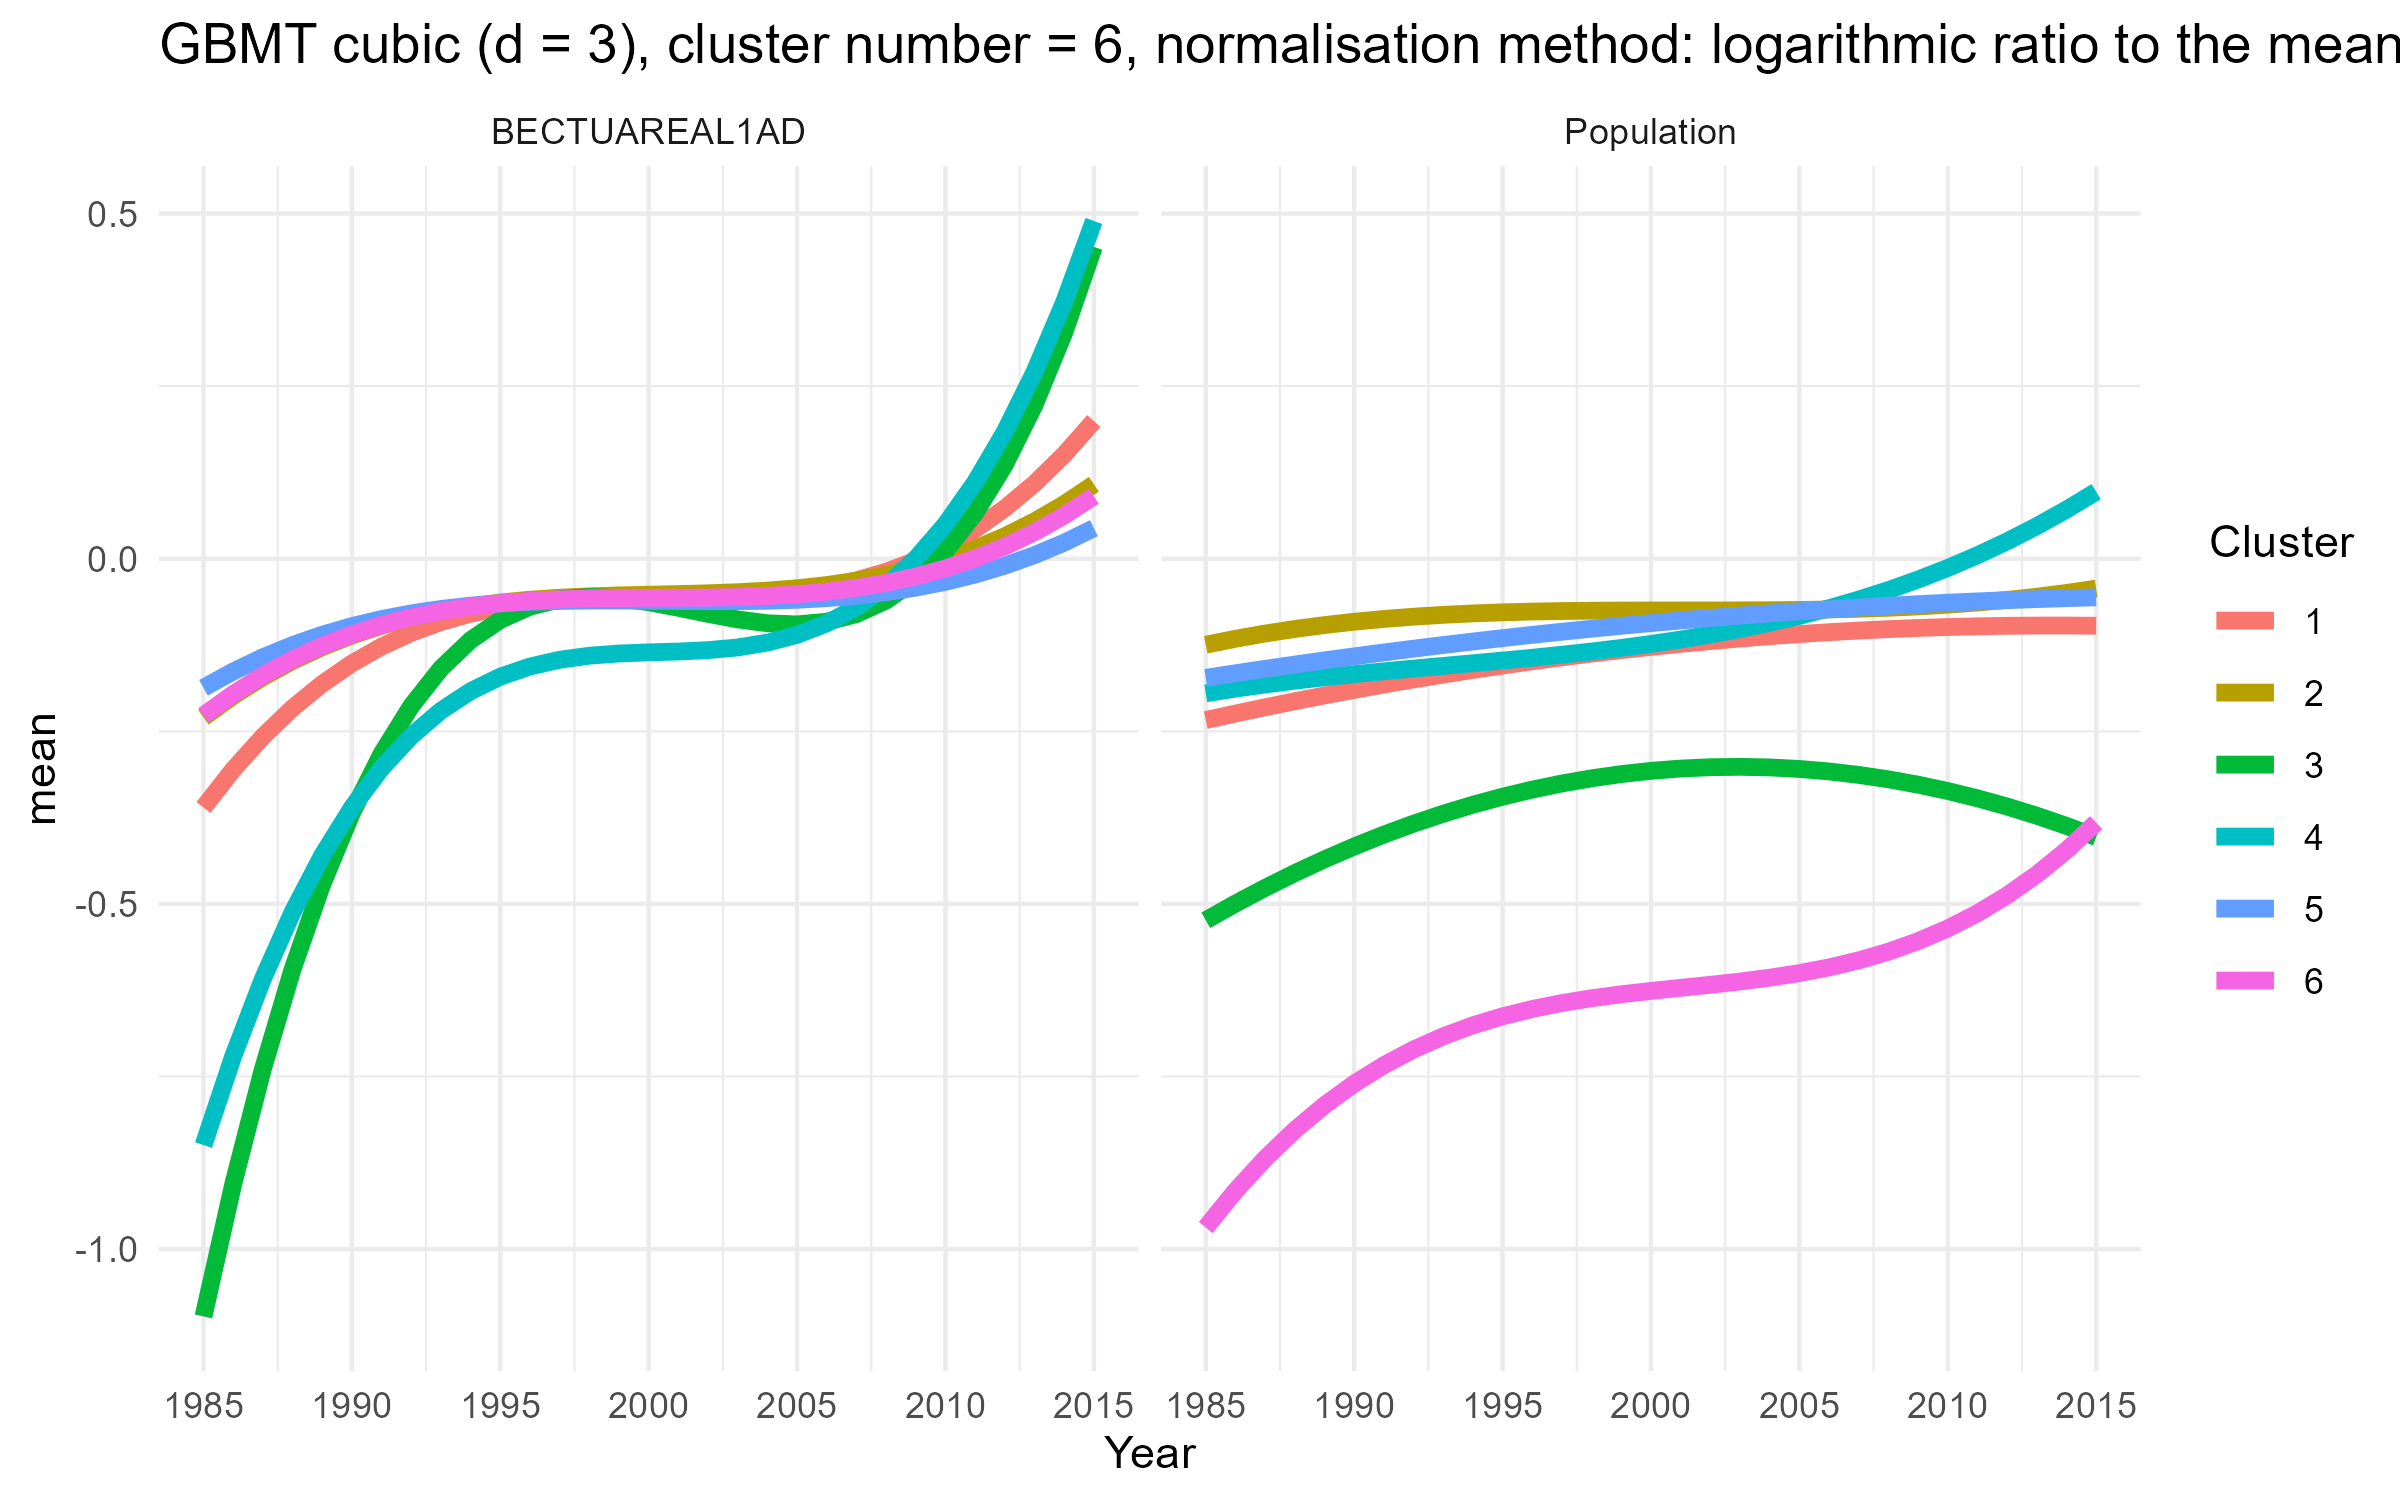 GBMT cubic (d = 3), cluster number = 6, normalisation method: logarithmic ratio to the mean
BECTUAREAL1AD
Population
0.5
0.0
-0.5
-1.0
mean
1985 1990 1995 2000 2005 2010 2015
1985 1990 1995 2000 2005 2010 2015
Year
Cluster
1
2
3
4
5
6